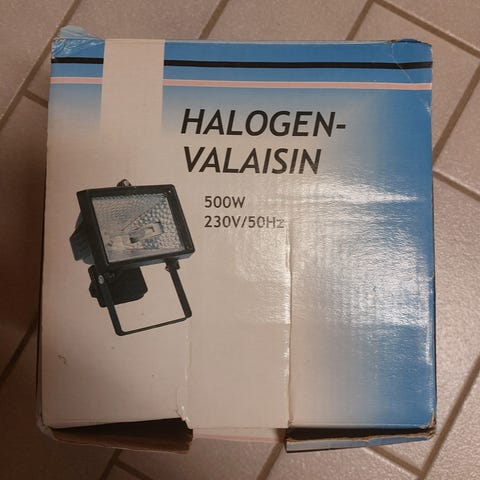 HALOGEN-
VALAISIN
500W
230V/50Hz